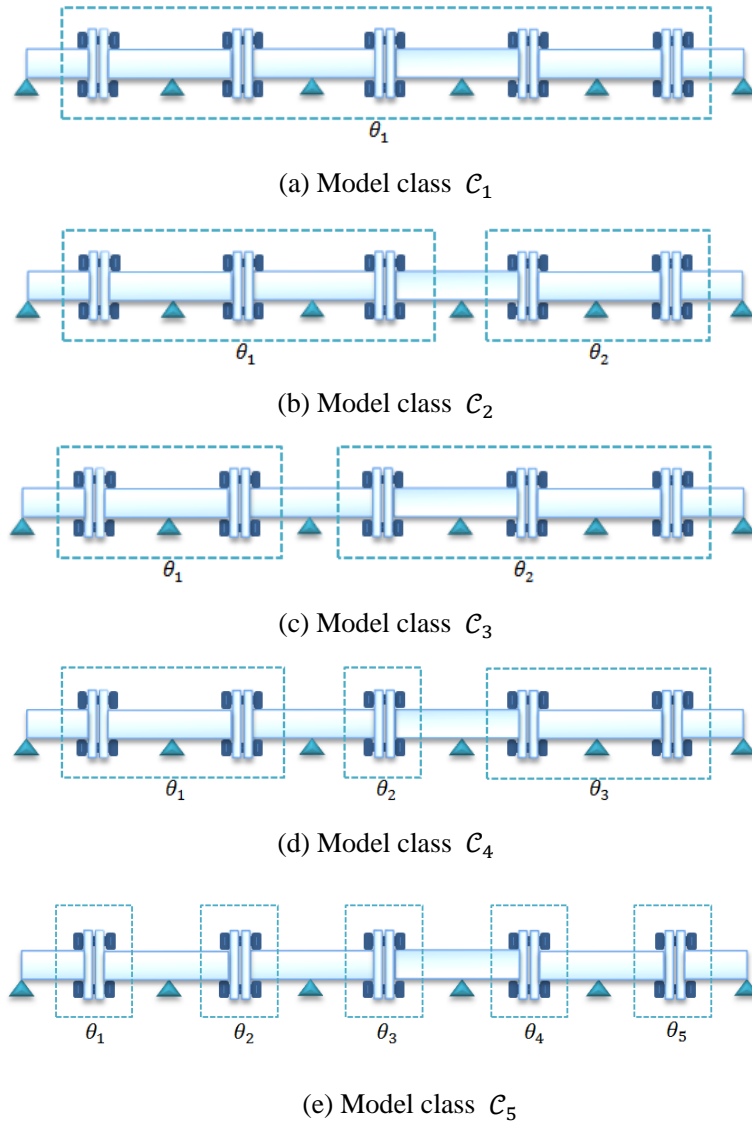 θ₁
(a) Model class 𝒞₁
θ₁ θ₂
(b) Model class 𝒞₂
θ₁ θ₂
(c) Model class 𝒞₃
θ₁ θ₂ θ₃
(d) Model class 𝒞₄
θ₁ θ₂ θ₃ θ₄ θ₅
(e) Model class 𝒞₅